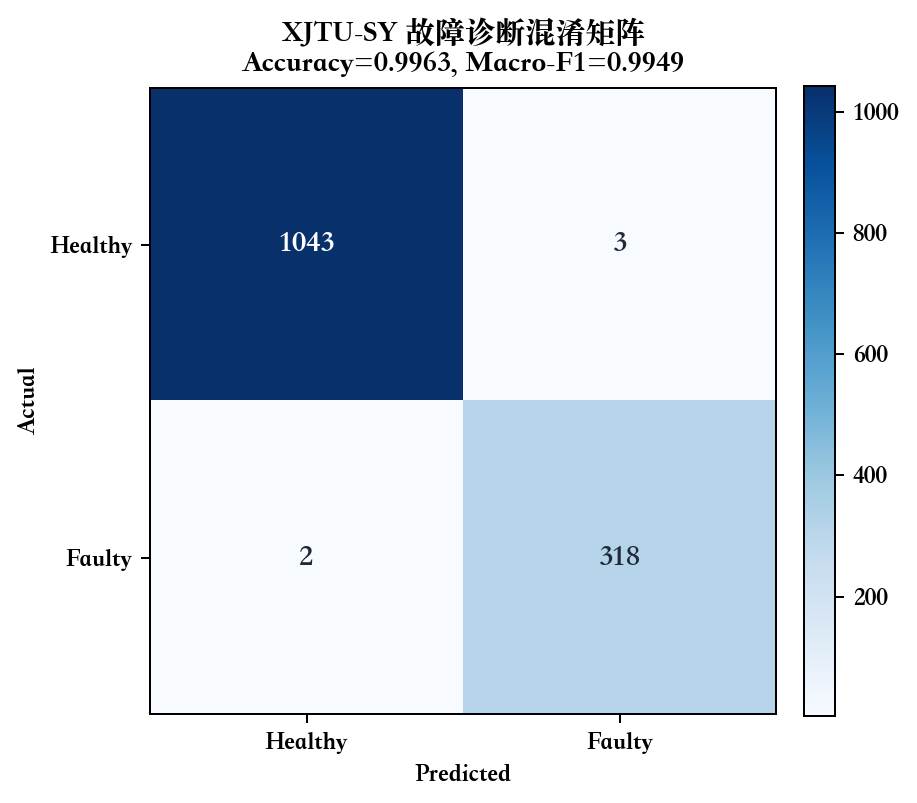 XJTU-SY 故障诊断混淆矩阵
Accuracy=0.9963, Macro-F1=0.9949
Healthy
1043
3
Faulty
2
318
Actual
Healthy
Faulty
Predicted
1000
800
600
400
200